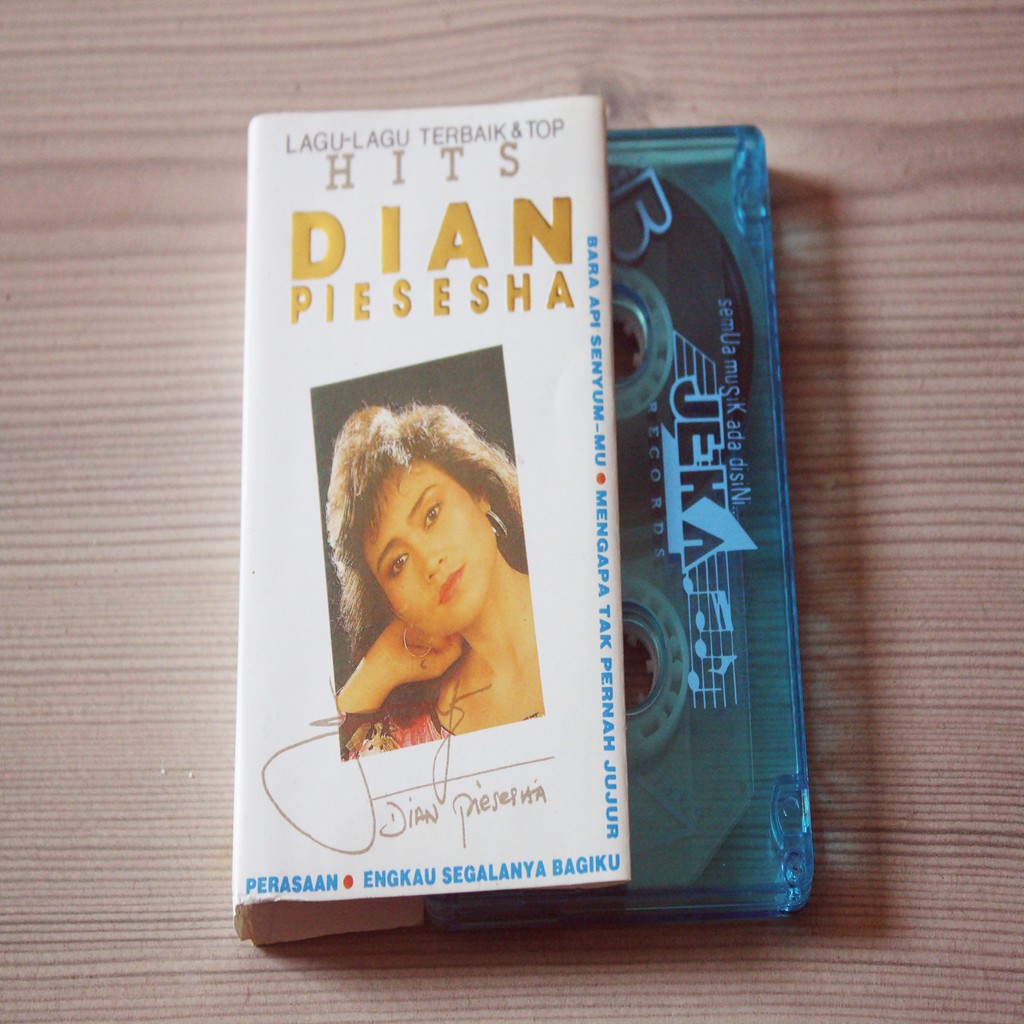 LAGU-LAGU TERBAIK & TOP
HITS
DIAN
PIESESHA
BARA API SENYUM-MU • MENGAPA TAK PERNAH JUJUR
DIAN PIESESHA
PERASAAN • ENGKAU SEGALANYA BAGIKU
B
semUa muSiK ada disiNi...
JEKA
RECORDS